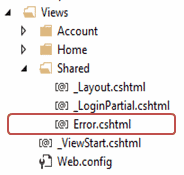 Views
Account
Home
Shared
[@] _Layout.cshtml
[@] _LoginPartial.cshtml
[@] Error.cshtml
[@] _ViewStart.cshtml
Web.config